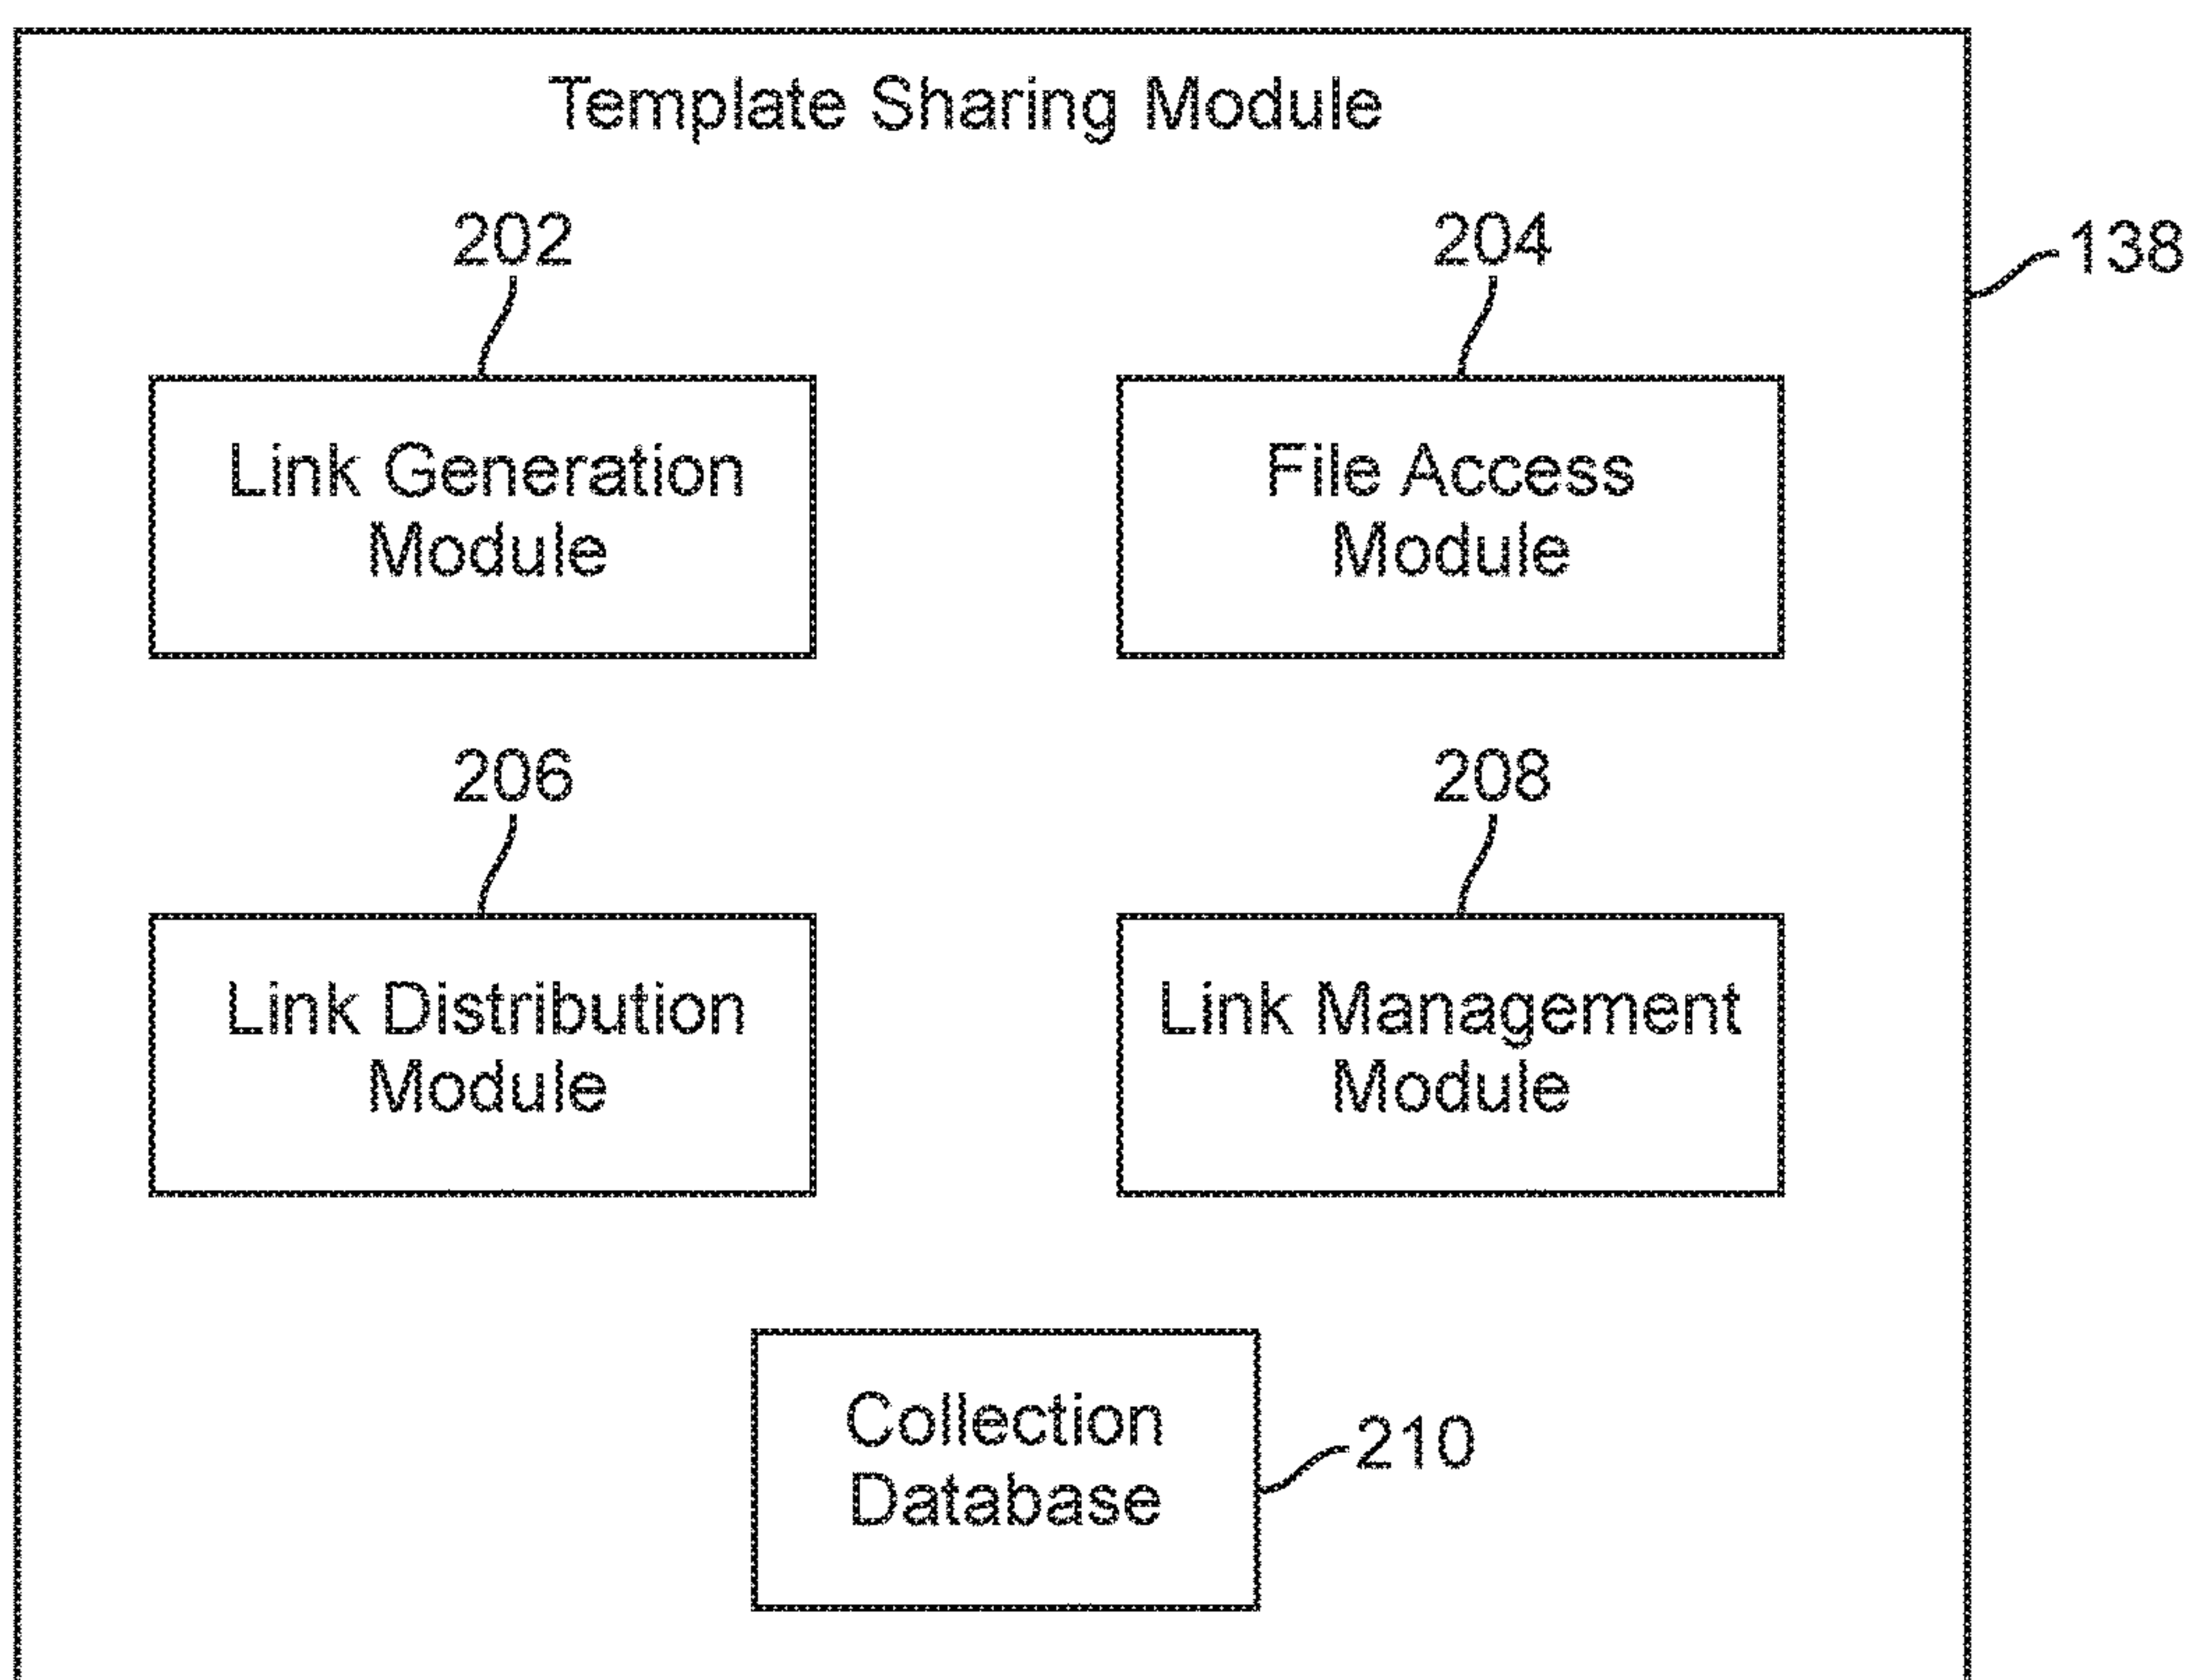 Template Sharing Module
202
204
138
Link Generation
Module
File Access
Module
206
208
Link Distribution
Module
Link Management
Module
Collection
Database
210